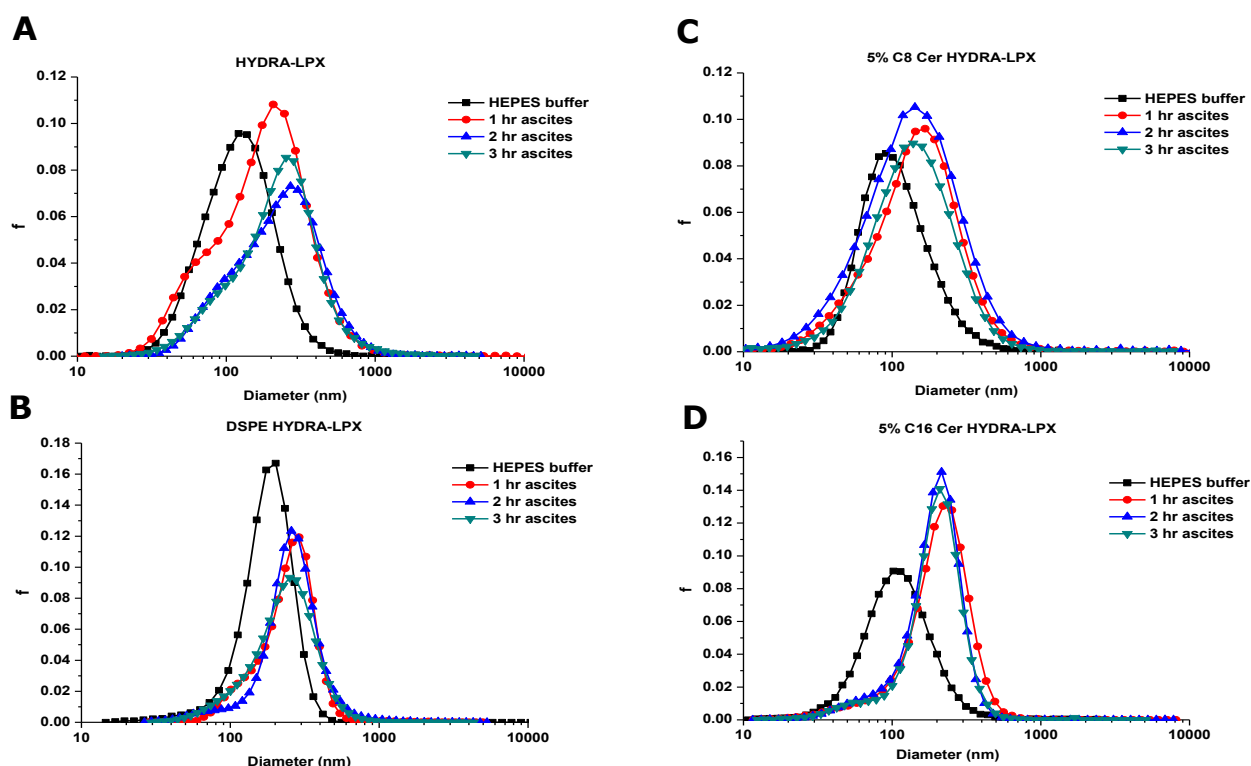 A
HYDRA-LPX
0.12
0.10
0.08
0.06
0.04
0.02
0.00
f
10
100
1000
10000
Diameter (nm)
HEPES buffer
1 hr ascites
2 hr ascites
3 hr ascites
B
DSPE HYDRA-LPX
0.18
0.16
0.14
0.12
0.10
0.08
0.06
0.04
0.02
0.00
f
10
100
1000
10000
Diameter (nm)
HEPES buffer
1 hr ascites
2 hr ascites
3 hr ascites
C
5% C8 Cer HYDRA-LPX
0.12
0.10
0.08
0.06
0.04
0.02
0.00
f
10
100
1000
10000
Diameter (nm)
HEPES buffer
1 hr ascites
2 hr ascites
3 hr ascites
D
5% C16 Cer HYDRA-LPX
0.16
0.14
0.12
0.10
0.08
0.06
0.04
0.02
0.00
f
10
100
1000
10000
Diameter (nm)
HEPES buffer
1 hr ascites
2 hr ascites
3 hr ascites